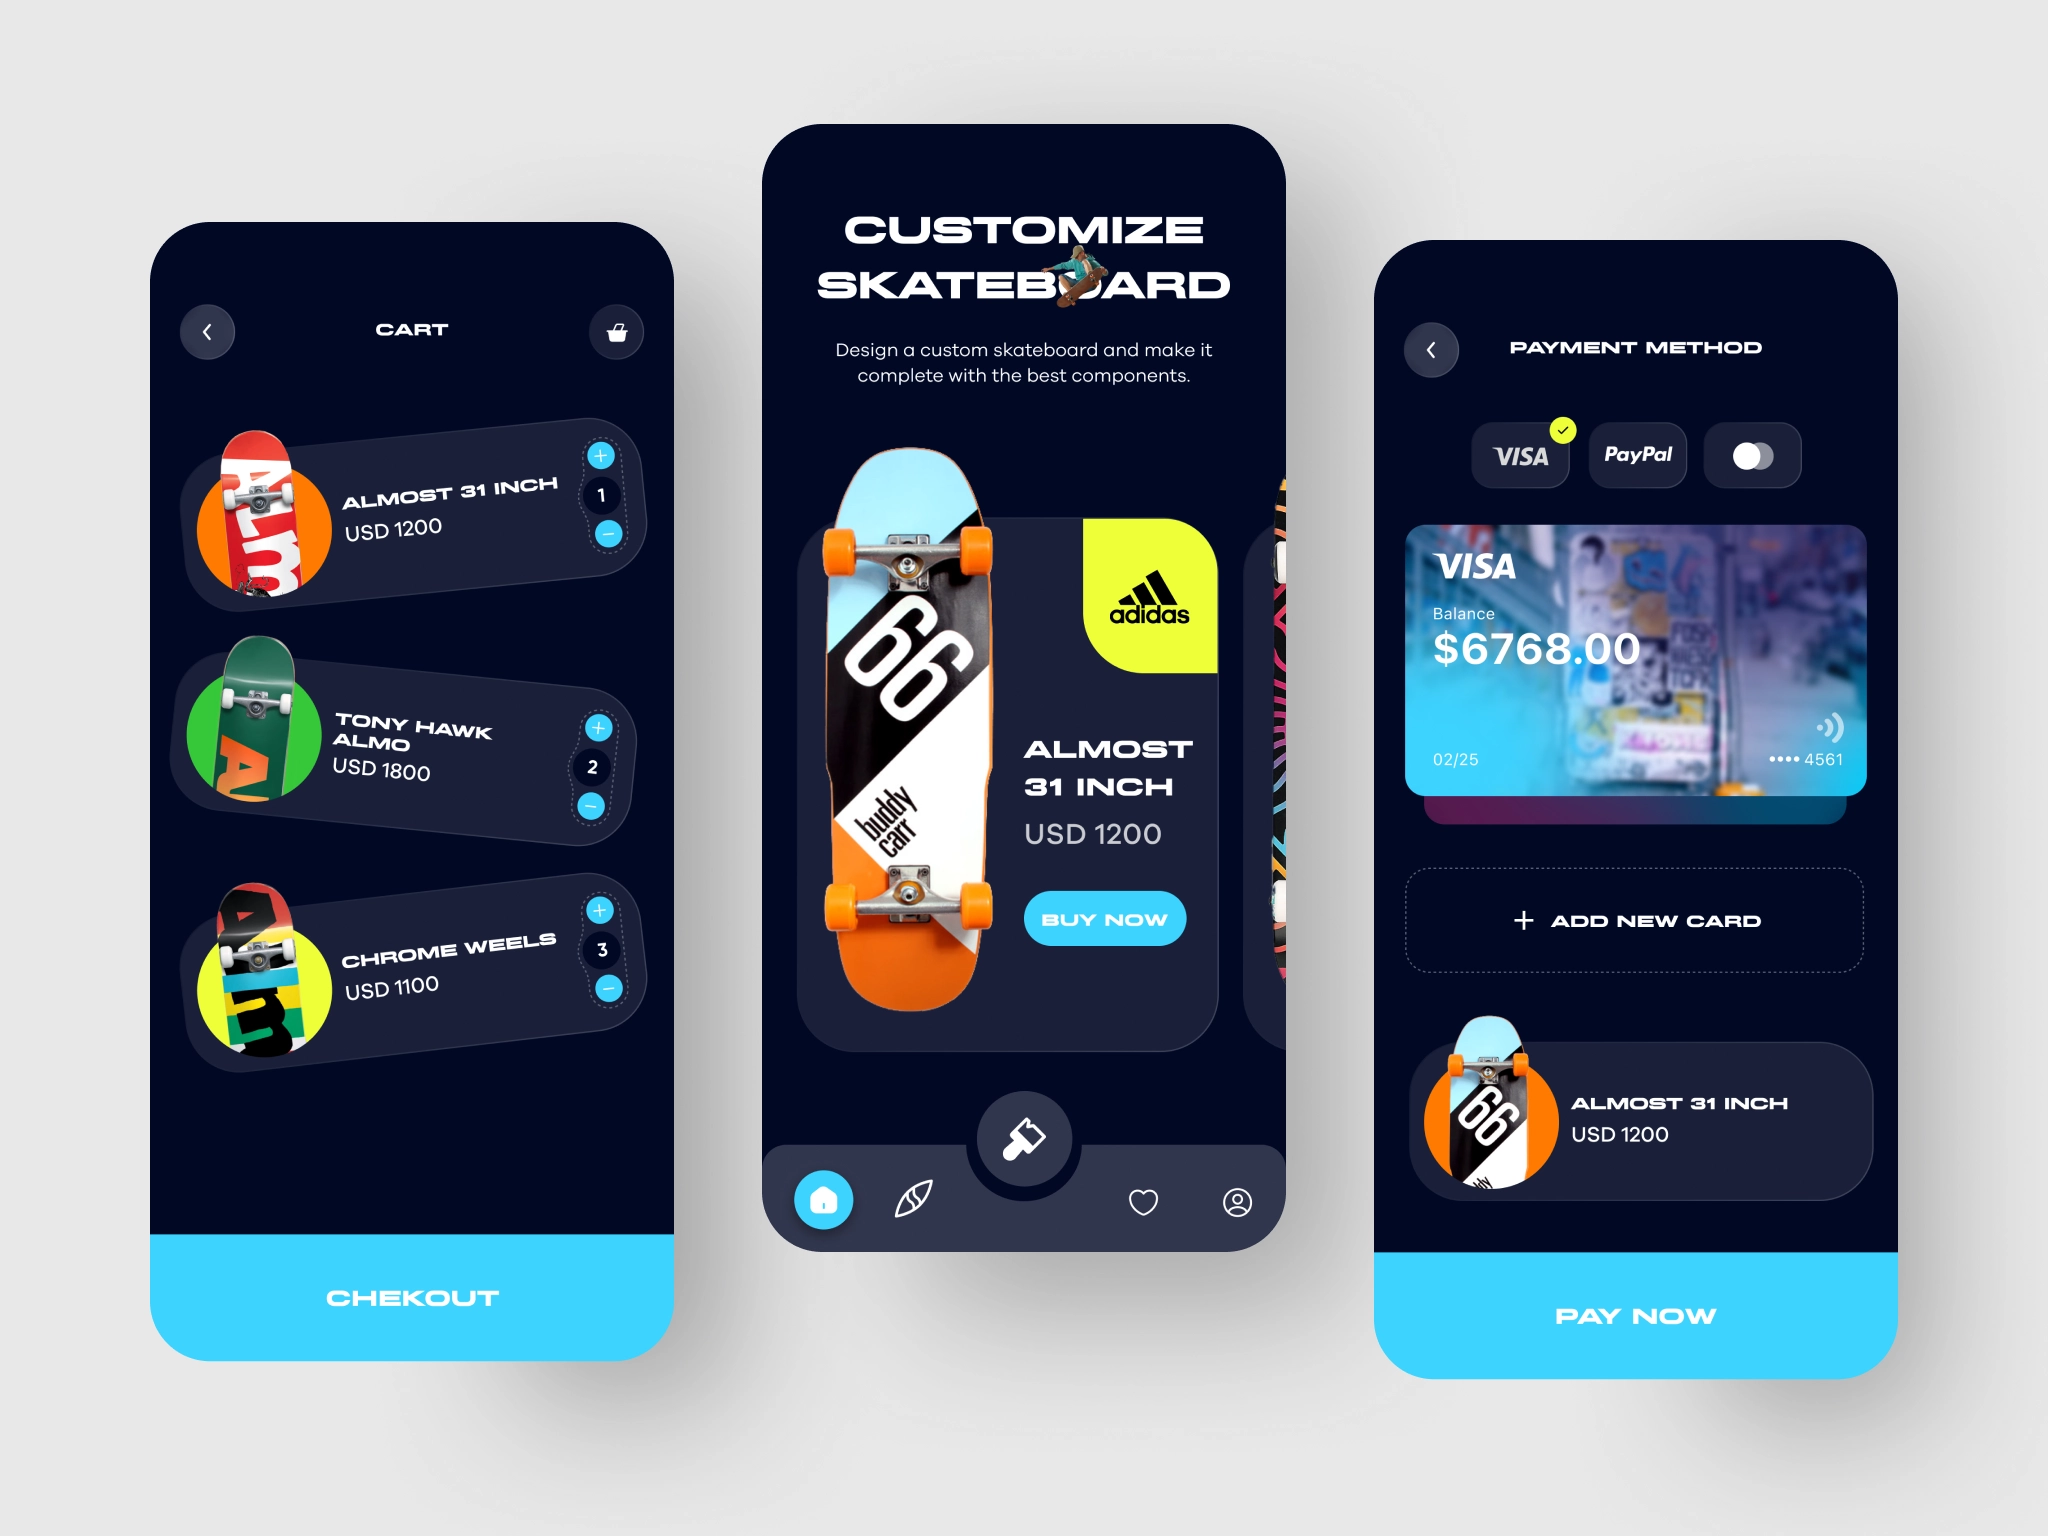 CART
ALMOST 31 INCH
USD 1200
1
TONY HAWK
ALMO
USD 1800
2
CHROME WEELS
USD 1100
3
CHEKOUT
CUSTOMIZE
SKATEBOARD
Design a custom skateboard and make it
complete with the best components.
66
buddy
carr
adidas
ALMOST
31 INCH
USD 1200
BUY NOW
PAYMENT METHOD
VISA
PayPal
VISA
Balance
$6768.00
02/25
•••• 4561
+ ADD NEW CARD
66
ALMOST 31 INCH
USD 1200
PAY NOW